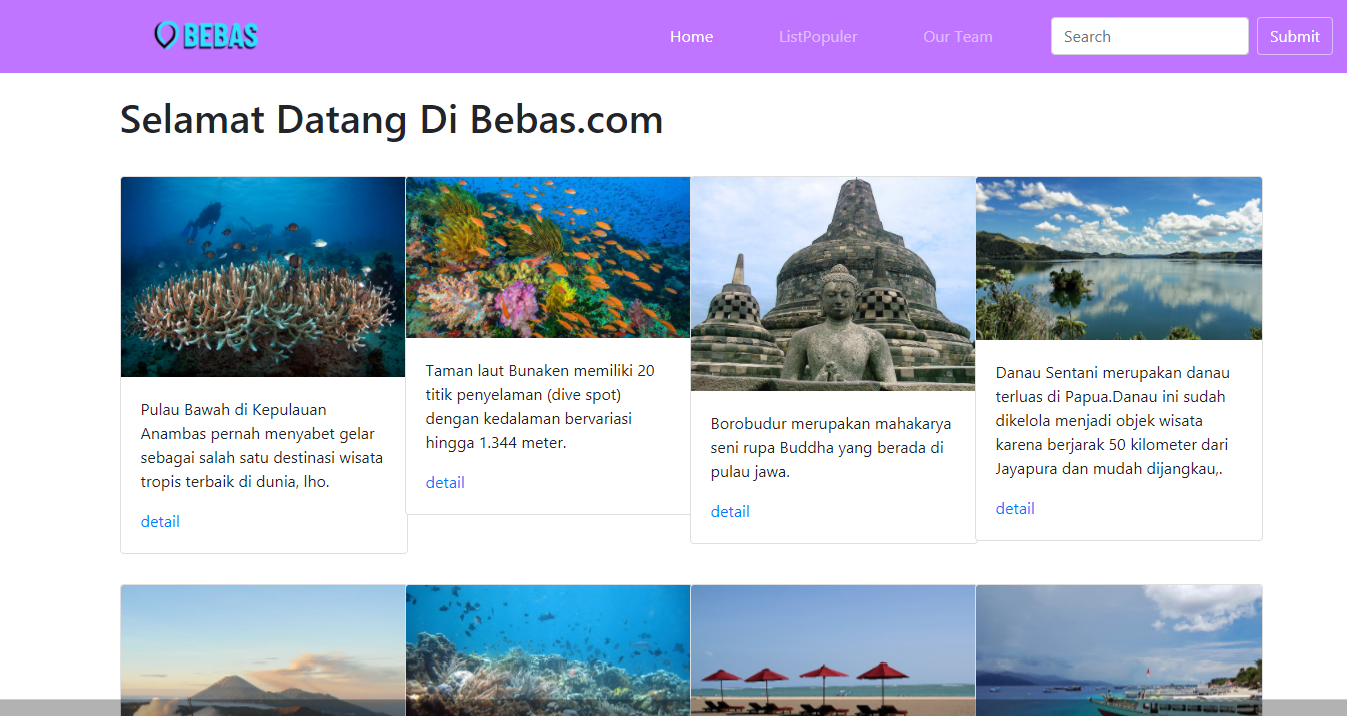 BEBAS
Home
ListPopuler
Our Team
Search
Submit
Selamat Datang Di Bebas.com
Pulau Bawah di Kepulauan
Anambas pernah menyabet gelar
sebagai salah satu destinasi wisata
tropis terbaik di dunia, lho.
detail
Taman laut Bunaken memiliki 20
titik penyelaman (dive spot)
dengan kedalaman bervariasi
hingga 1.344 meter.
detail
Borobudur merupakan mahakarya
seni rupa Buddha yang berada di
pulau jawa.
detail
Danau Sentani merupakan danau
terluas di Papua.Danau ini sudah
dikelola menjadi objek wisata
karena berjarak 50 kilometer dari
Jayapura dan mudah dijangkau,.
detail